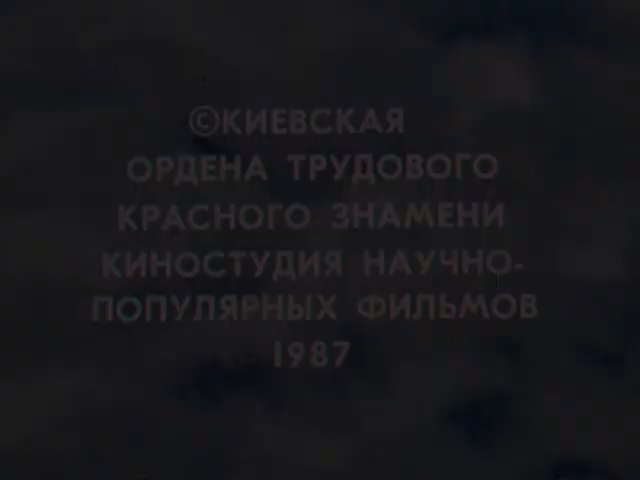 ©КИЕВСКАЯ
ОРДЕНА ТРУДОВОГО
КРАСНОГО ЗНАМЕНИ
КИНОСТУДИЯ НАУЧНО-
ПОПУЛЯРНЫХ ФИЛЬМОВ
1987